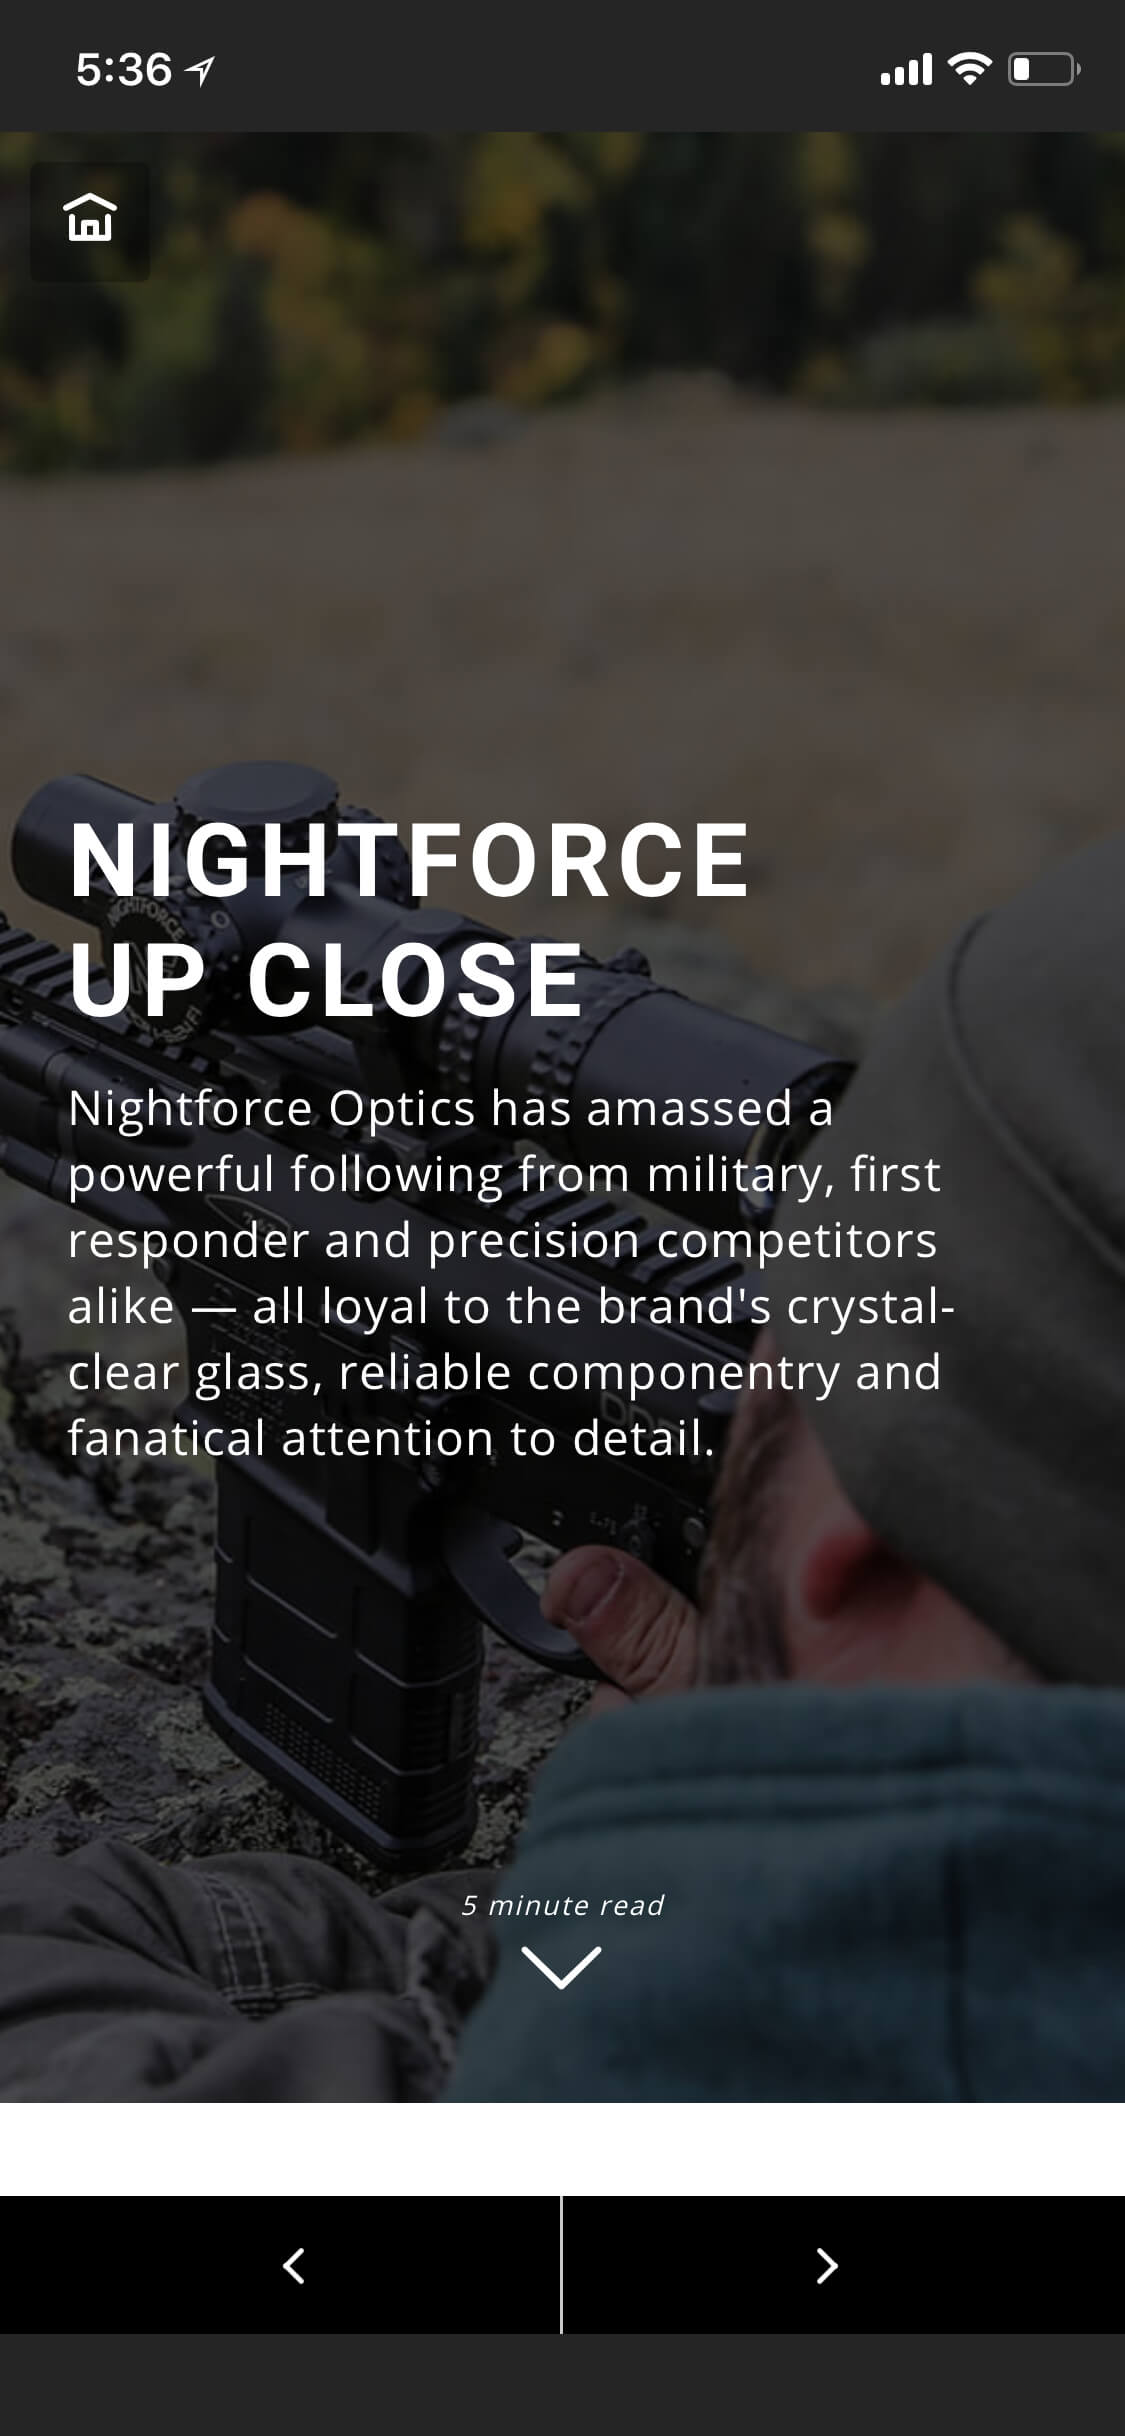 5:36
NIGHTFORCE
UP CLOSE
Nightforce Optics has amassed a
powerful following from military, first
responder and precision competitors
alike — all loyal to the brand's crystal-
clear glass, reliable componentry and
fanatical attention to detail.
5 minute read
NIGHTFORCE